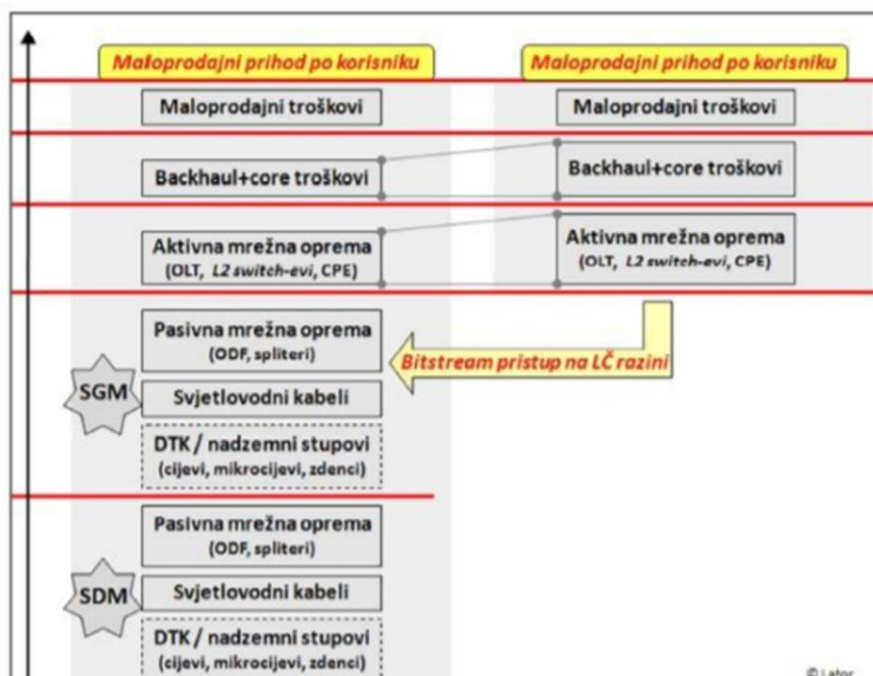 Maloprodajni prihod po korisniku
Maloprodajni troškovi
Backhaul+core troškovi
Aktivna mrežna oprema
(OLT, L2 switch-evi, CPE)
Pasivna mrežna oprema
(ODF, spliteri)
SGM
Svjetlovodni kabeli
DTK / nadzemni stupovi
(cijevi, mikrocijevi, zdenci)
Pasivna mrežna oprema
(ODF, spliteri)
SDM
Svjetlovodni kabeli
DTK / nadzemni stupovi
(cijevi, mikrocijevi, zdenci)
Maloprodajni prihod po korisniku
Maloprodajni troškovi
Backhaul+core troškovi
Aktivna mrežna oprema
(OLT, L2 switch-evi, CPE)
Bitstream pristup na LČ razini
© Lator